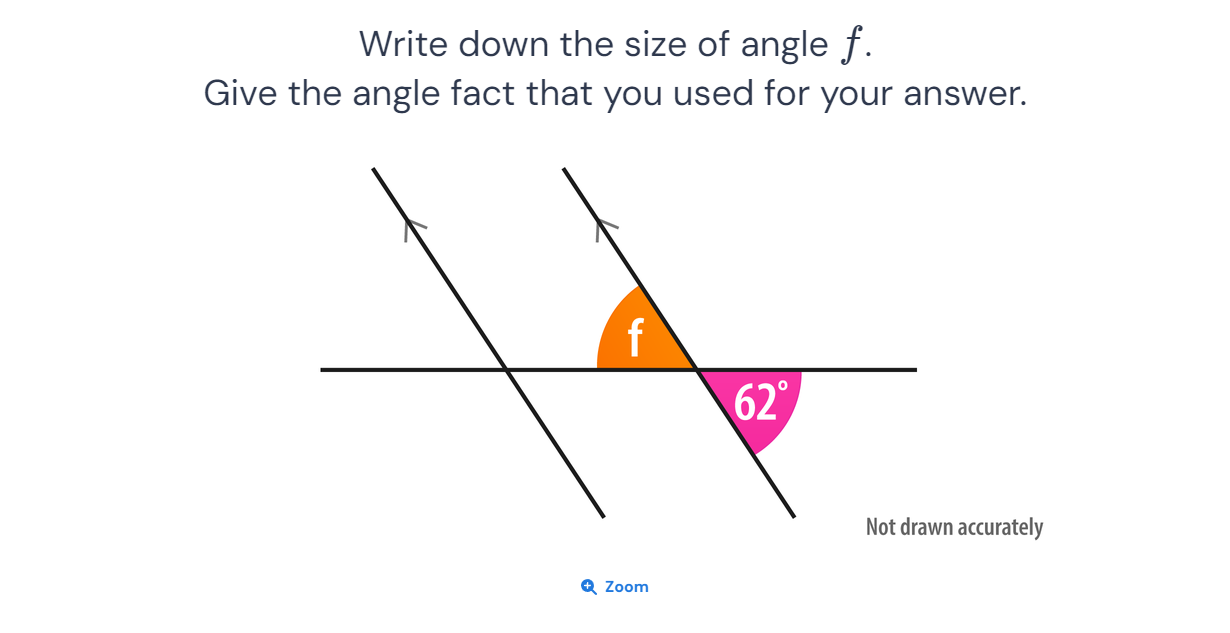 Write down the size of angle f.
Give the angle fact that you used for your answer.
f
62°
Not drawn accurately
Zoom